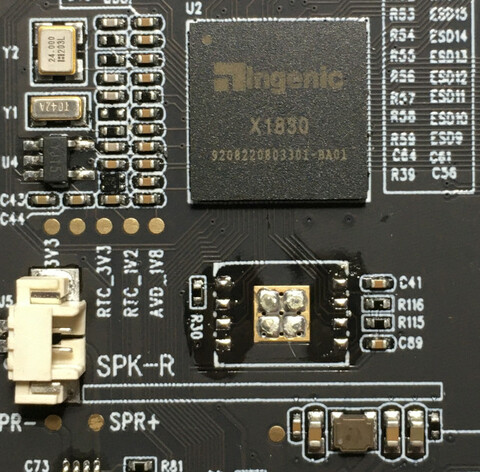 U2
Y2
24.000
Ingenic
X1830
9208220803301-BA01
Y1
U4
C43
C44
R53 ESD15
R54 ESD14
R55 ESD13
R56 ESD12
R57 ESD11
R58 ESD10
R59 ESD9
C64 C61
R39 C56
3V3
RTC_3V3
RTC_1V2
AVD_1V8
U5
R30
C41
R116
R115
C89
SPK-R
PR-
SPR+
C73
R81